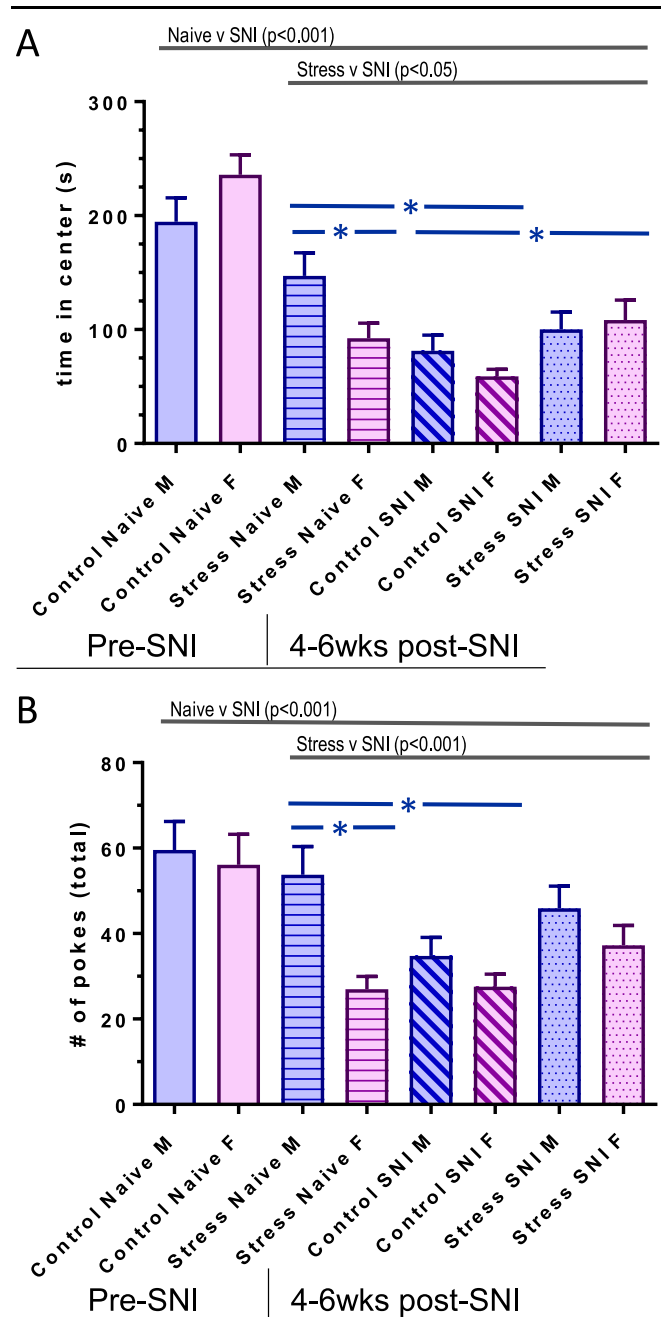 A
Naive v SNI (p<0.001)
Stress v SNI (p<0.05)
time in center (s)
300
200
100
0
*
*
*
Control Naive M
Control Naive F
Stress Naive M
Stress Naive F
Control SNI M
Control SNI F
Stress SNI M
Stress SNI F
Pre-SNI
4-6wks post-SNI
B
Naive v SNI (p<0.001)
Stress v SNI (p<0.001)
# of pokes (total)
80
60
40
20
0
*
*
Control Naive M
Control Naive F
Stress Naive M
Stress Naive F
Control SNI M
Control SNI F
Stress SNI M
Stress SNI F
Pre-SNI
4-6wks post-SNI